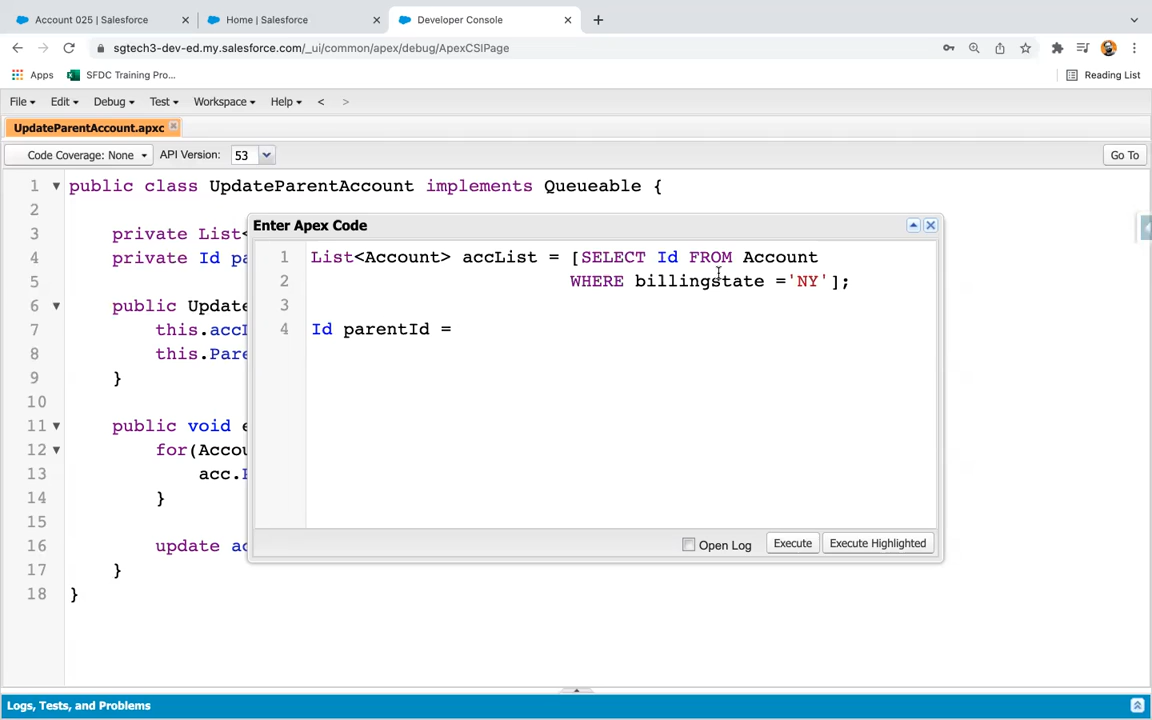 Account 025 | Salesforce
Home | Salesforce
Developer Console
sgtech3-dev-ed.my.salesforce.com/_ui/common/apex/debug/ApexCSIPage
Apps
SFDC Training Pro...
Reading List
File Edit Debug Test Workspace Help < >
UpdateParentAccount.apxc
Code Coverage: None API Version: 53 Go To
1 public class UpdateParentAccount implements Queueable {
2
3 private List<
4 private Id pa
5
6 public Update
7 this.accL
8 this.Pare
9 }
10
11 public void e
12 for(Accou
13 acc.P
14 }
15
16 update ac
17 }
18 }
Enter Apex Code
1 List<Account> accList = [SELECT Id FROM Account
2 WHERE billingstate ='NY'];
3
4 Id parentId =
Open Log Execute Execute Highlighted
Logs, Tests, and Problems